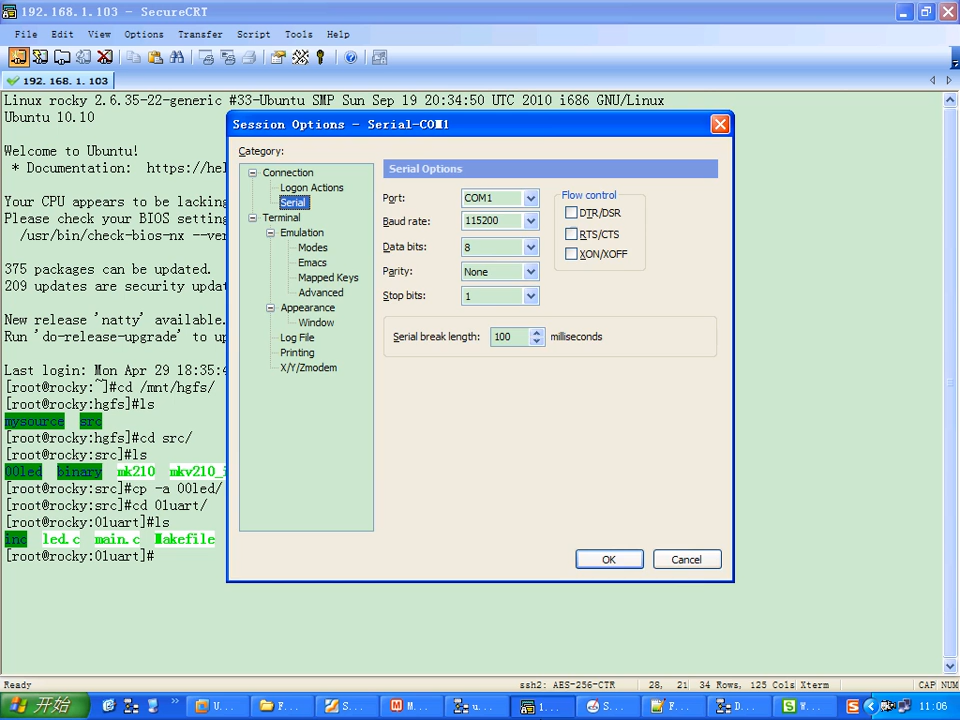 192.168.1.103 - SecureCRT
File Edit View Options Transfer Script Tools Help
192.168.1.103
Linux rocky 2.6.35-22-generic #33-Ubuntu SMP Sun Sep 19 20:34:50 UTC 2010 i686 GNU/Linux
Ubuntu 10.10
Welcome to Ubuntu!
* Documentation: https://hel
Your CPU appears to be lacking
Please check your BIOS setting
/usr/bin/check-bios-nx --ver
375 packages can be updated.
209 updates are security updat
New release 'natty' available.
Run 'do-release-upgrade' to up
Last login: Mon Apr 29 18:35:4
[root@rocky:~]#cd /mnt/hgfs/
[root@rocky:hgfs]#ls
mysource src
[root@rocky:hgfs]#cd src/
[root@rocky:src]#ls
00led binary mk210 mkv210_i
[root@rocky:src]#cp -a 00led/
[root@rocky:src]#cd 01uart/
[root@rocky:01uart]#ls
inc led.c main.c Makefile
[root@rocky:01uart]#
Session Options - Serial-COM1
Category:
Connection
Logon Actions
Serial
Terminal
Emulation
Modes
Emacs
Mapped Keys
Advanced
Appearance
Window
Log File
Printing
X/Y/Zmodem
Serial Options
Port: COM1
Baud rate: 115200
Data bits: 8
Parity: None
Stop bits: 1
Flow control
DTR/DSR
RTS/CTS
XON/XOFF
Serial break length: 100 milliseconds
OK Cancel
Ready ssh2: AES-256-CTR 28, 21 34 Rows, 125 Cols Xterm CAP NUM
开始 U... F... S... M... u... 1... S... F... D... W... 11:06